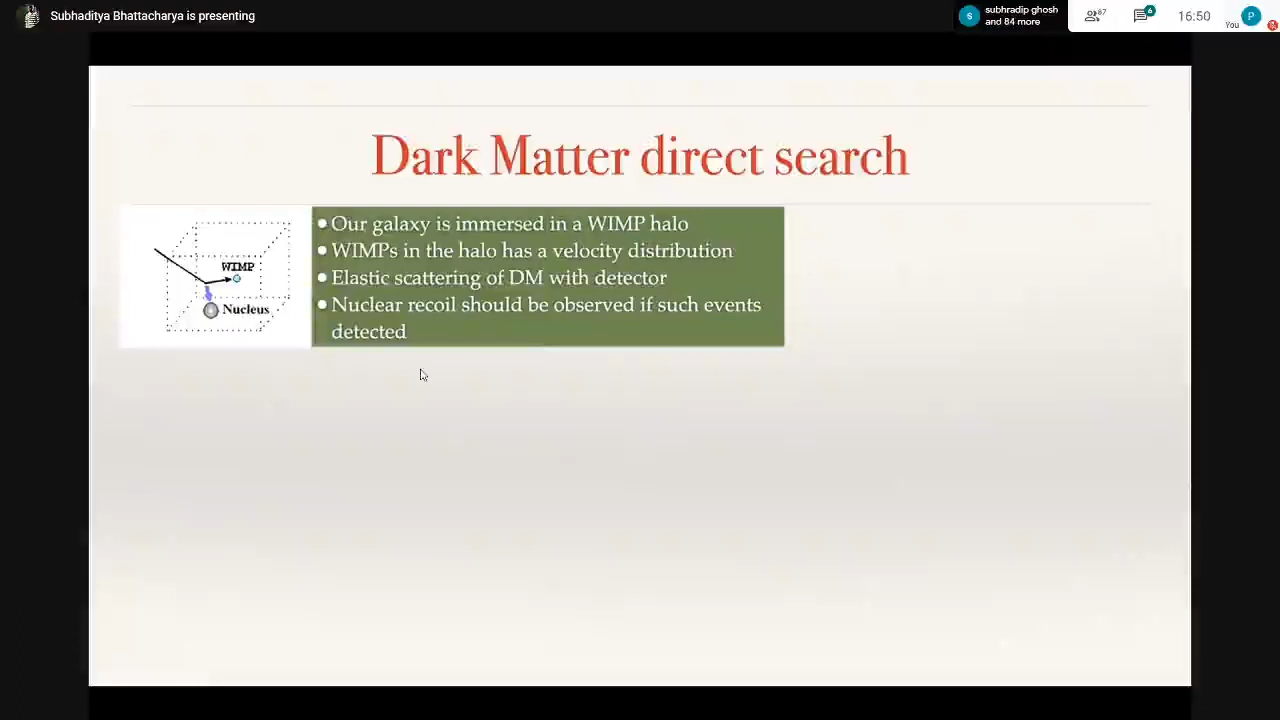 Subhaditya Bhattacharya is presenting
S
subhradip ghosh
and 84 more
87
6
16:50
You
P
Dark Matter direct search
WIMP
Nucleus
• Our galaxy is immersed in a WIMP halo
• WIMPs in the halo has a velocity distribution
• Elastic scattering of DM with detector
• Nuclear recoil should be observed if such events
detected